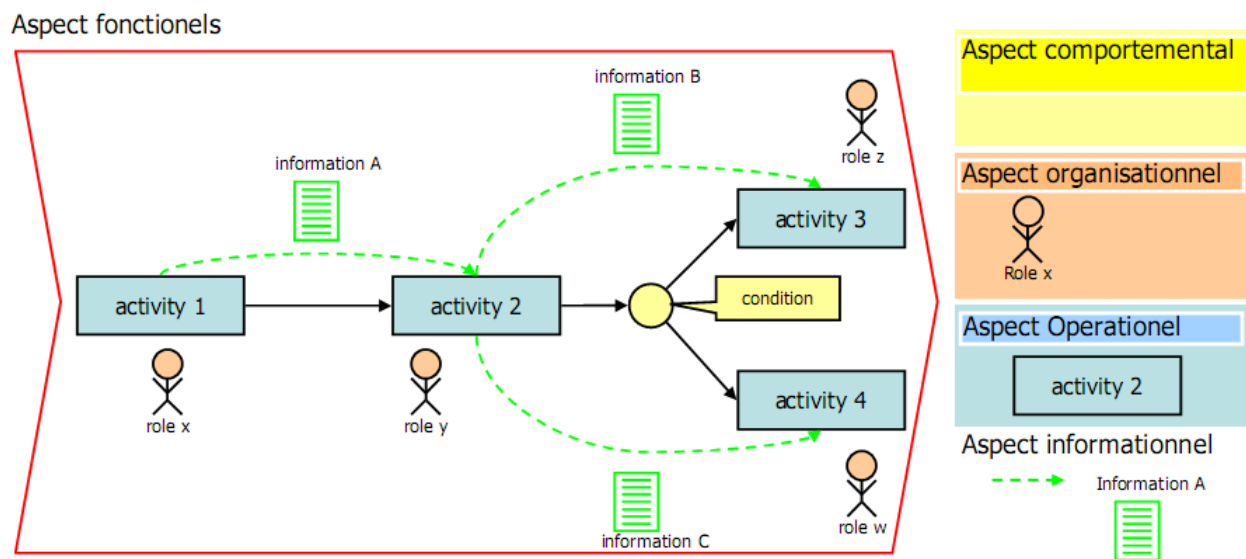 Aspect fonctionels
information B
role z
information A
activity 3
activity 1
activity 2
condition
activity 4
role x
role y
role w
information C
Aspect comportemental
Aspect organisationnel
Role x
Aspect Operationel
activity 2
Aspect informationnel
Information A